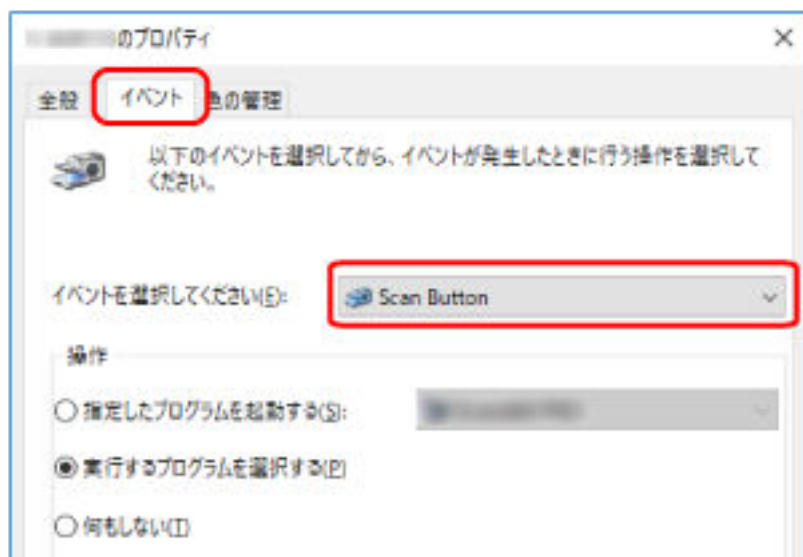 のプロパティ
全般 イベント 色の管理
以下のイベントを選択してから、イベントが発生したときに行う操作を選択して
ください。
イベントを選択してください(E): Scan Button
操作
指定したプログラムを起動する(S):
実行するプログラムを選択する(P)
何もしない(T)